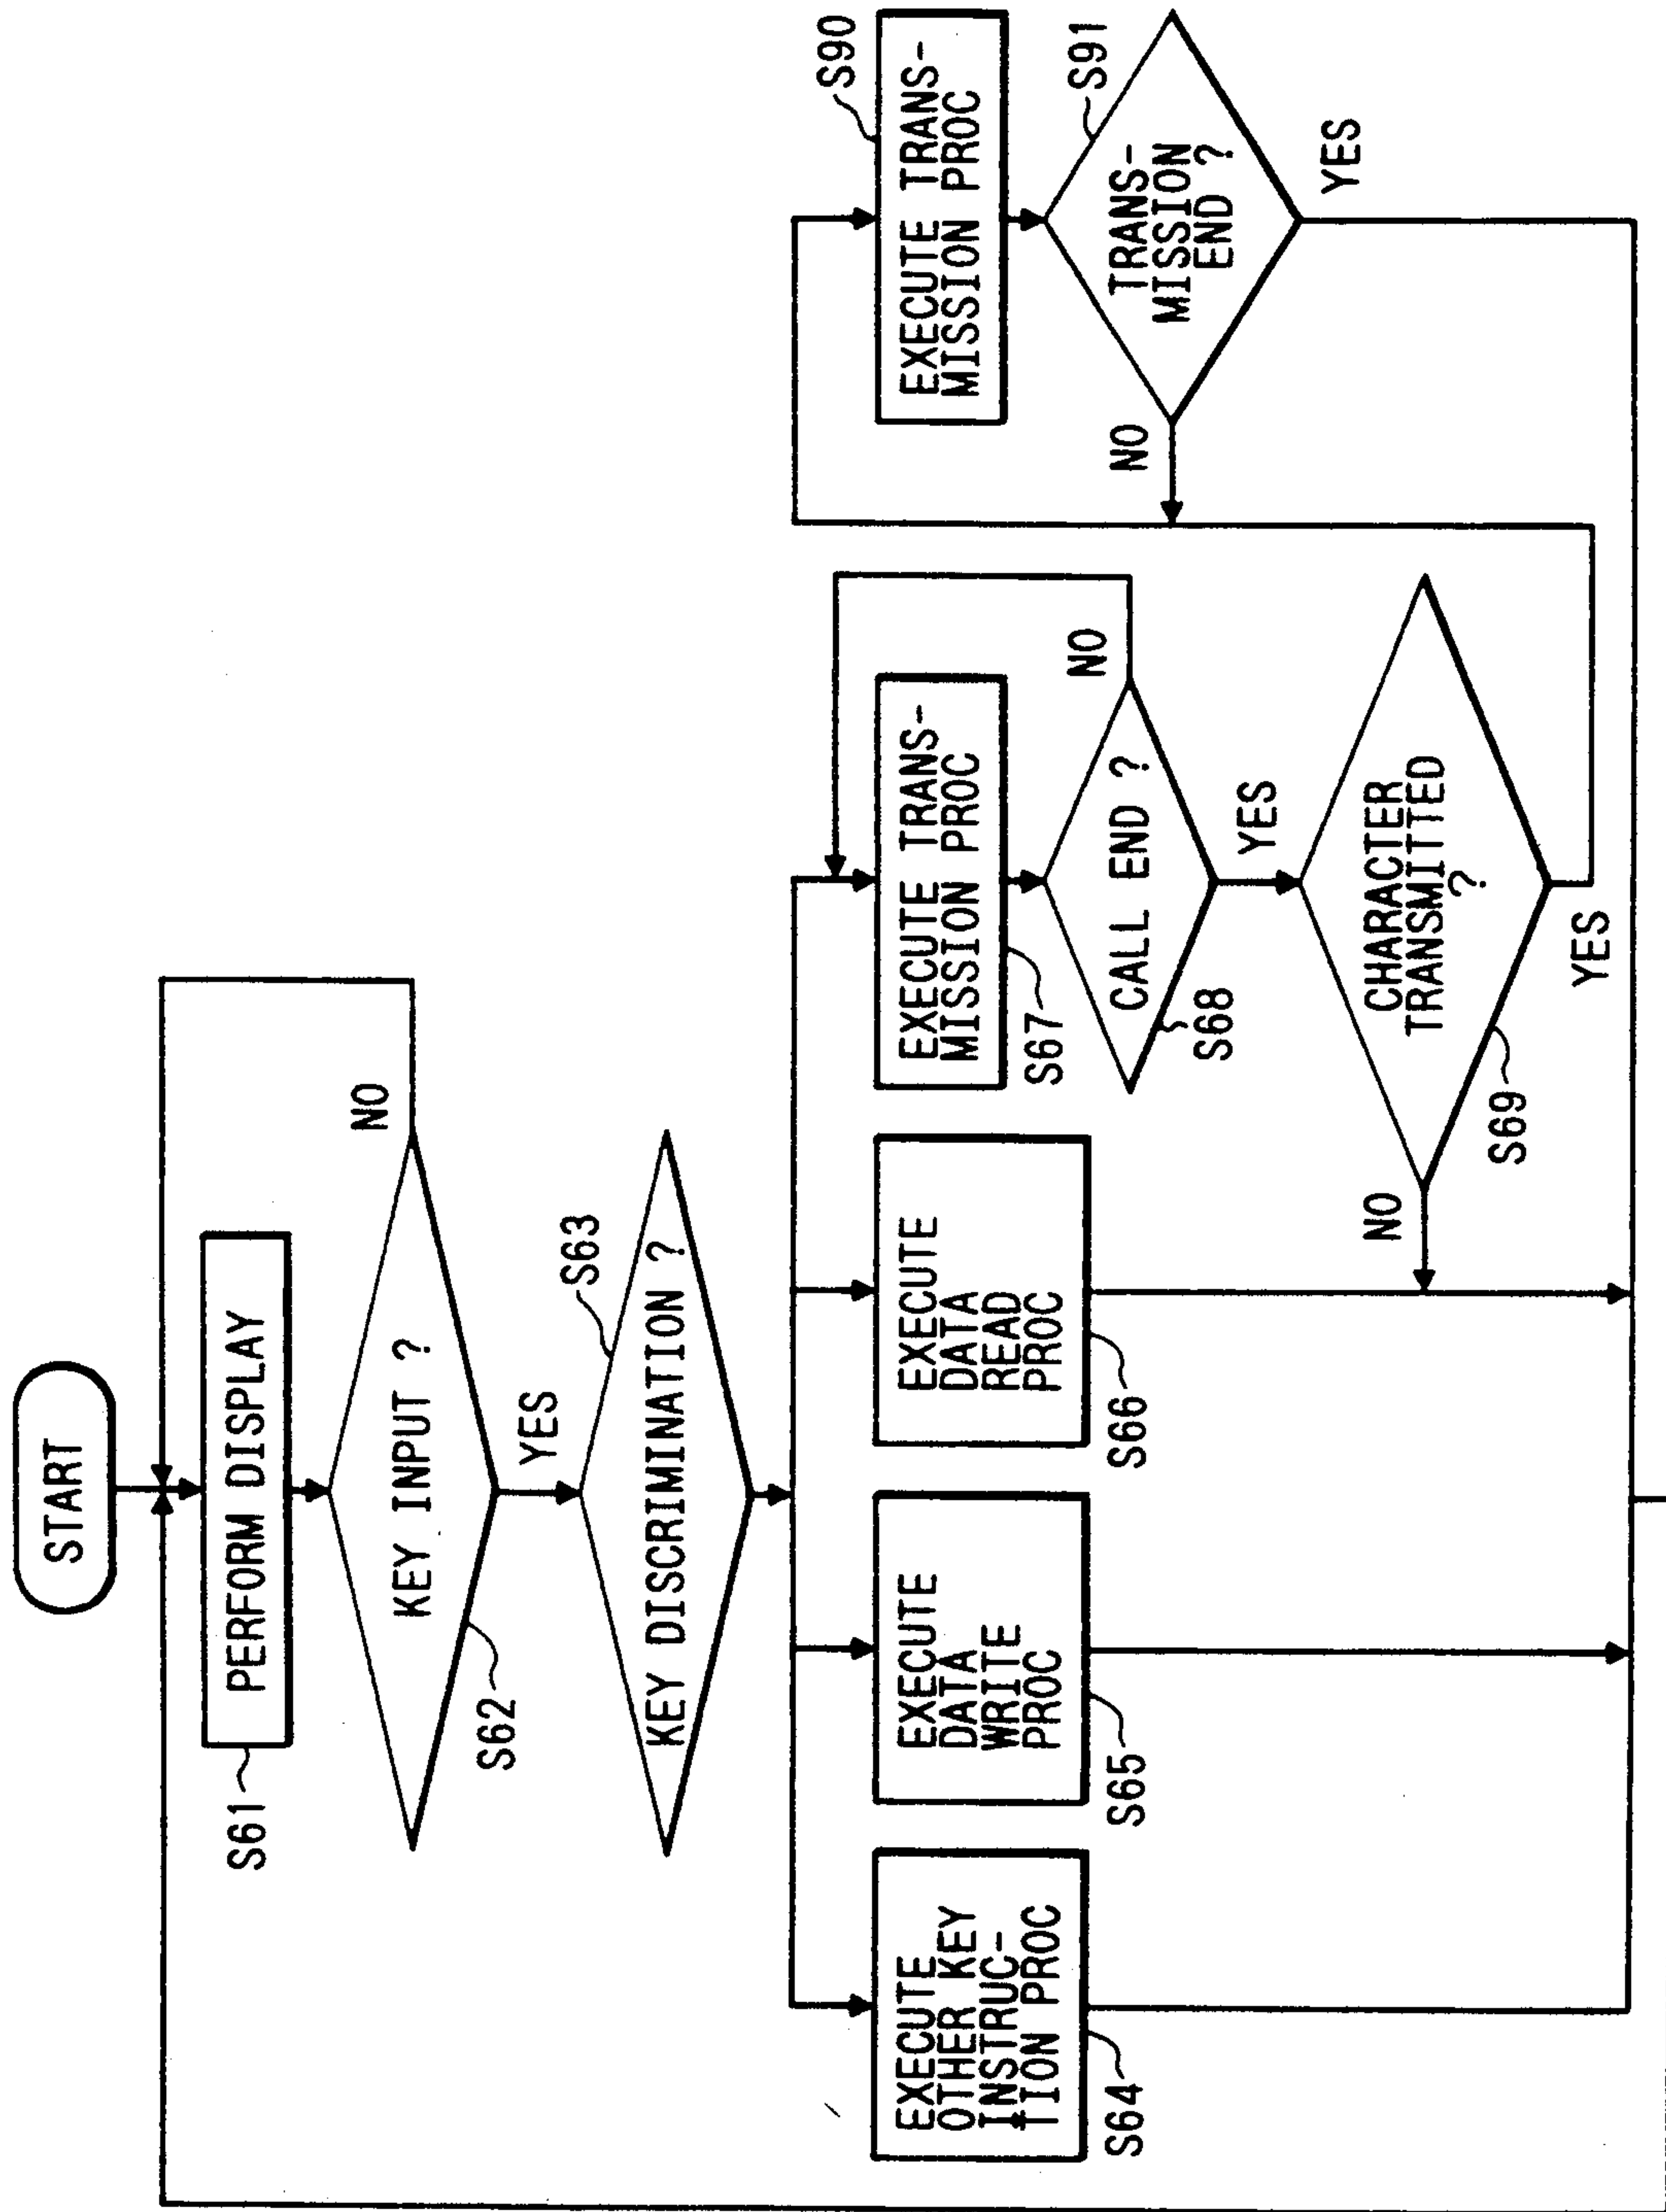 START
S61
PERFORM DISPLAY
KEY INPUT ?
NO
S62
YES
S63
KEY DISCRIMINATION ?
EXECUTE
OTHER KEY
INSTRUC-
TION PROC
S64
EXECUTE
DATA
WRITE
PROC
S65
EXECUTE
DATA
READ
PROC
S66
EXECUTE TRANS-
MISSION PROC
S67
CALL END ?
NO
S68
YES
CHARACTER
TRANSMITTED
?
NO
S69
YES
S90
EXECUTE TRANS-
MISSION PROC
S91
TRANS-
MISSION
END ?
NO
YES